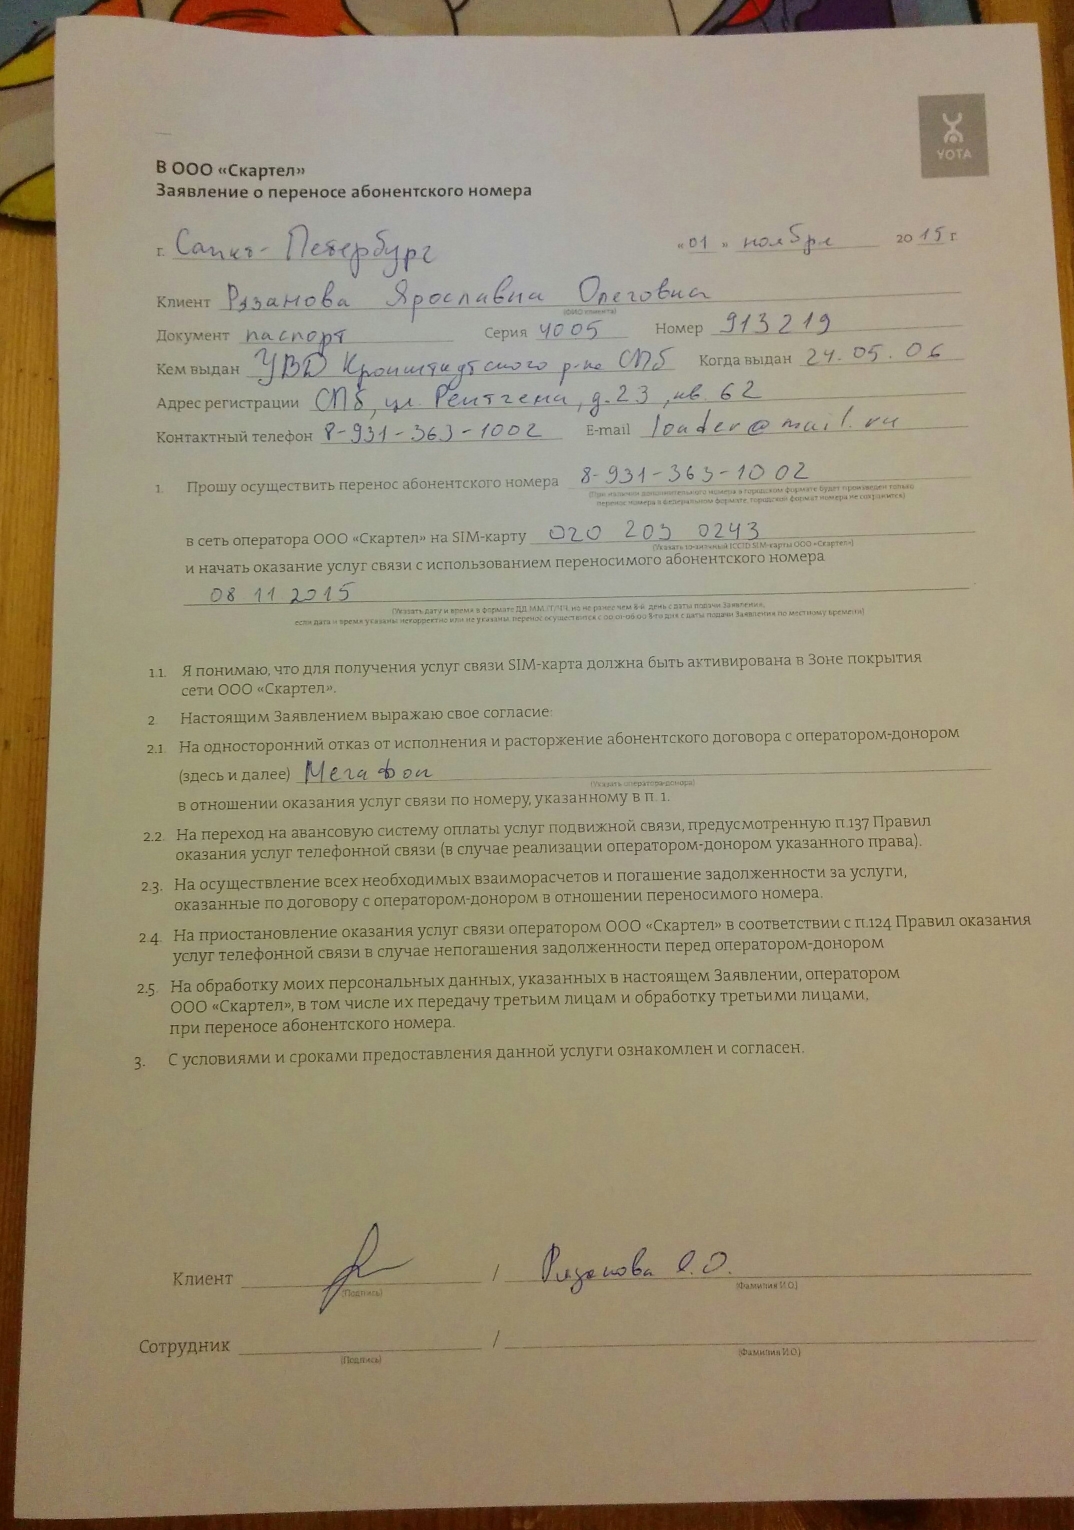 YOTA
В ООО «Скартел»
Заявление о переносе абонентского номера
г. Санкт-Петербург «01» ноября 2015 г
Клиент Рязанова Ярославна Олеговна
(ФИО клиента)
Документ паспорт Серия 4005 Номер 913219
Кем выдан УВД Кронштадтского р-на СПб Когда выдан 24.05.06
Адрес регистрации СПб, ул. Рентгена, д.23, кв. 62
Контактный телефон 8-931-363-1002 E-mail louder@mail.ru
1. Прошу осуществить перенос абонентского номера 8-931-363-1002
(При наличии дополнительного номера в городском формате будет произведен только
перенос номера в федеральном формате, городской формат номера не сохранится)
в сеть оператора ООО «Скартел» на SIM-карту 020 203 0243
(Указать 10-значный ICCID SIM-карты ООО «Скартел»)
и начать оказание услуг связи с использованием переносимого абонентского номера
08 11 2015
(Указать дату и время в формате ДД.ММ.ГГ/ЧЧ, но не ранее чем 8-й день с даты подачи Заявления,
если дата и время указаны некорректно или не указаны, перенос осуществляется с 00:01-06:00 8-го дня с даты подачи Заявления по местному времени)
1.1. Я понимаю, что для получения услуг связи SIM-карта должна быть активирована в Зоне покрытия
сети ООО «Скартел».
2. Настоящим Заявлением выражаю свое согласие:
2.1. На односторонний отказ от исполнения и расторжение абонентского договора с оператором-донором
(здесь и далее) Мегафон
(Указать оператора-донора)
в отношении оказания услуг связи по номеру, указанному в п. 1.
2.2. На переход на авансовую систему оплаты услуг подвижной связи, предусмотренную п.137 Правил
оказания услуг телефонной связи (в случае реализации оператором-донором указанного права).
2.3. На осуществление всех необходимых взаиморасчетов и погашение задолженности за услуги,
оказанные по договору с оператором-донором в отношении переносимого номера.
2.4. На приостановление оказания услуг связи оператором ООО «Скартел» в соответствии с п.124 Правил оказания
услуг телефонной связи в случае непогашения задолженности перед оператором-донором
2.5. На обработку моих персональных данных, указанных в настоящем Заявлении, оператором
ООО «Скартел», в том числе их передачу третьим лицам и обработку третьими лицами,
при переносе абонентского номера.
3. С условиями и сроками предоставления данной услуги ознакомлен и согласен.
Клиент / Рязанова Я.О.
(Подпись) (Фамилия И.О.)
Сотрудник /
(Подпись) (Фамилия И.О.)